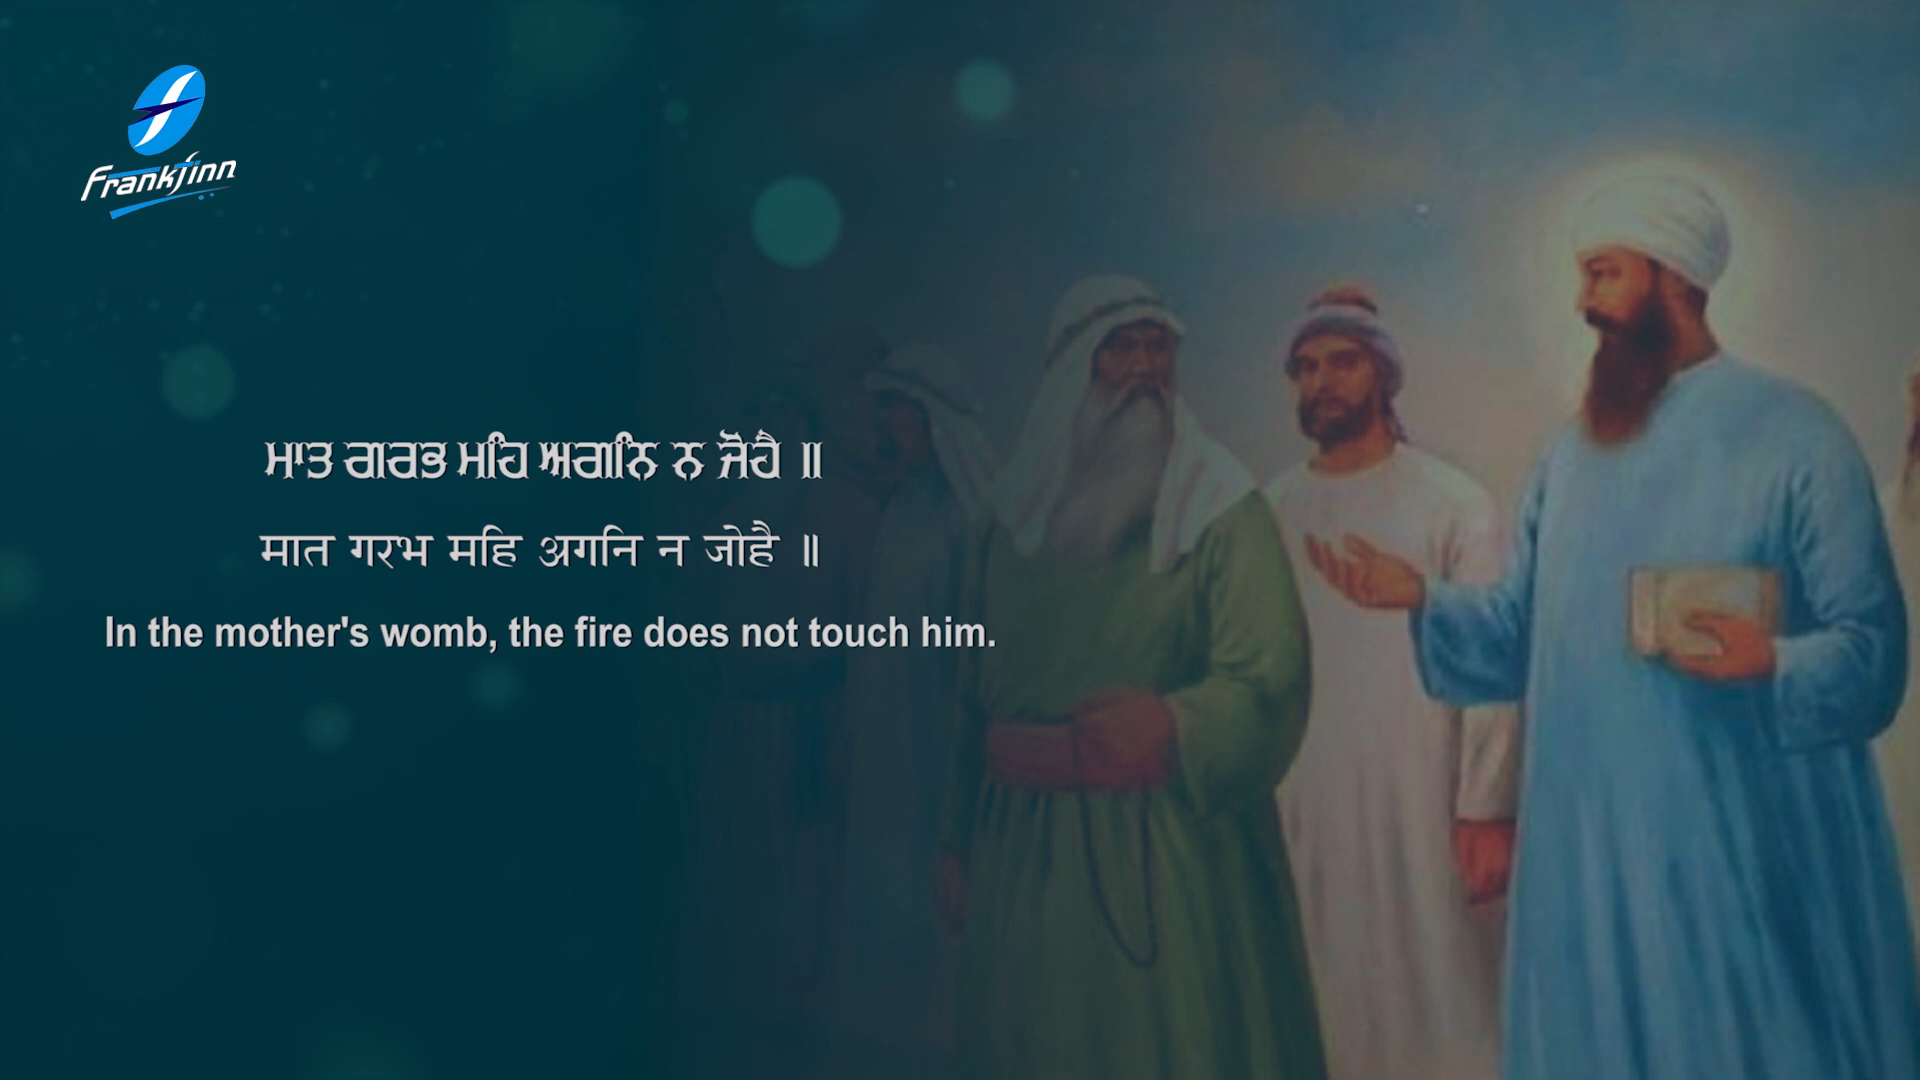 Frankfinn
ਮਾਤ ਗਰਭ ਮਹਿ ਅਗਨਿ ਨ ਜੋਹੈ ॥
मात गरभ महि अगनि न जोहै ॥
In the mother's womb, the fire does not touch him.